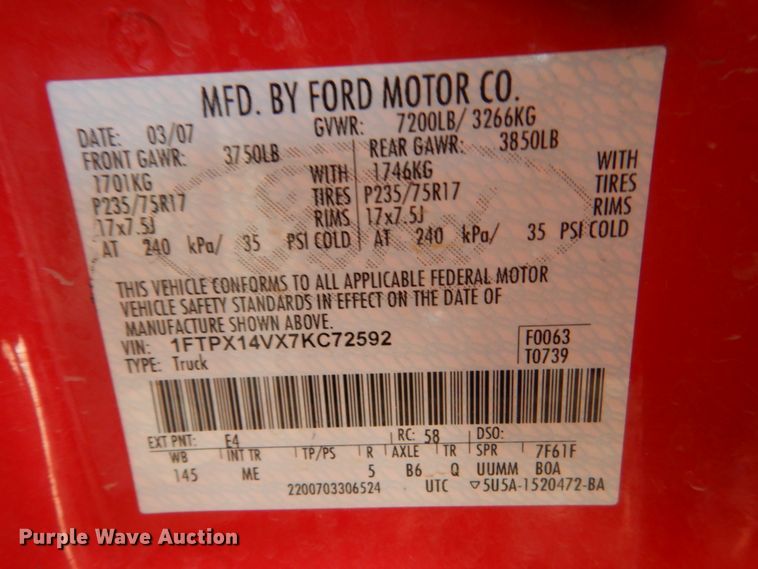 MFD. BY FORD MOTOR CO.
DATE: 03/07 GVWR: 7200LB/ 3266KG
FRONT GAWR: 3750LB REAR GAWR: 3850LB
1701KG WITH 1746KG WITH
P235/75R17 TIRES P235/75R17 TIRES
17x7.5J RIMS 17x7.5J RIMS
AT 240 kPa/ 35 PSI COLD AT 240 kPa/ 35 PSI COLD
THIS VEHICLE CONFORMS TO ALL APPLICABLE FEDERAL MOTOR
VEHICLE SAFETY STANDARDS IN EFFECT ON THE DATE OF
MANUFACTURE SHOWN ABOVE.
VIN: 1FTPX14VX7KC72592 F0063
TYPE: Truck T0739
EXT PNT: E4 RC: 58 DSO:
WB INT TR TP/PS R AXLE TR SPR 7F61F
145 ME 5 B6 Q UUMM BOA
2200703306524 UTC ▽5U5A-1520472-BA
Purple Wave Auction